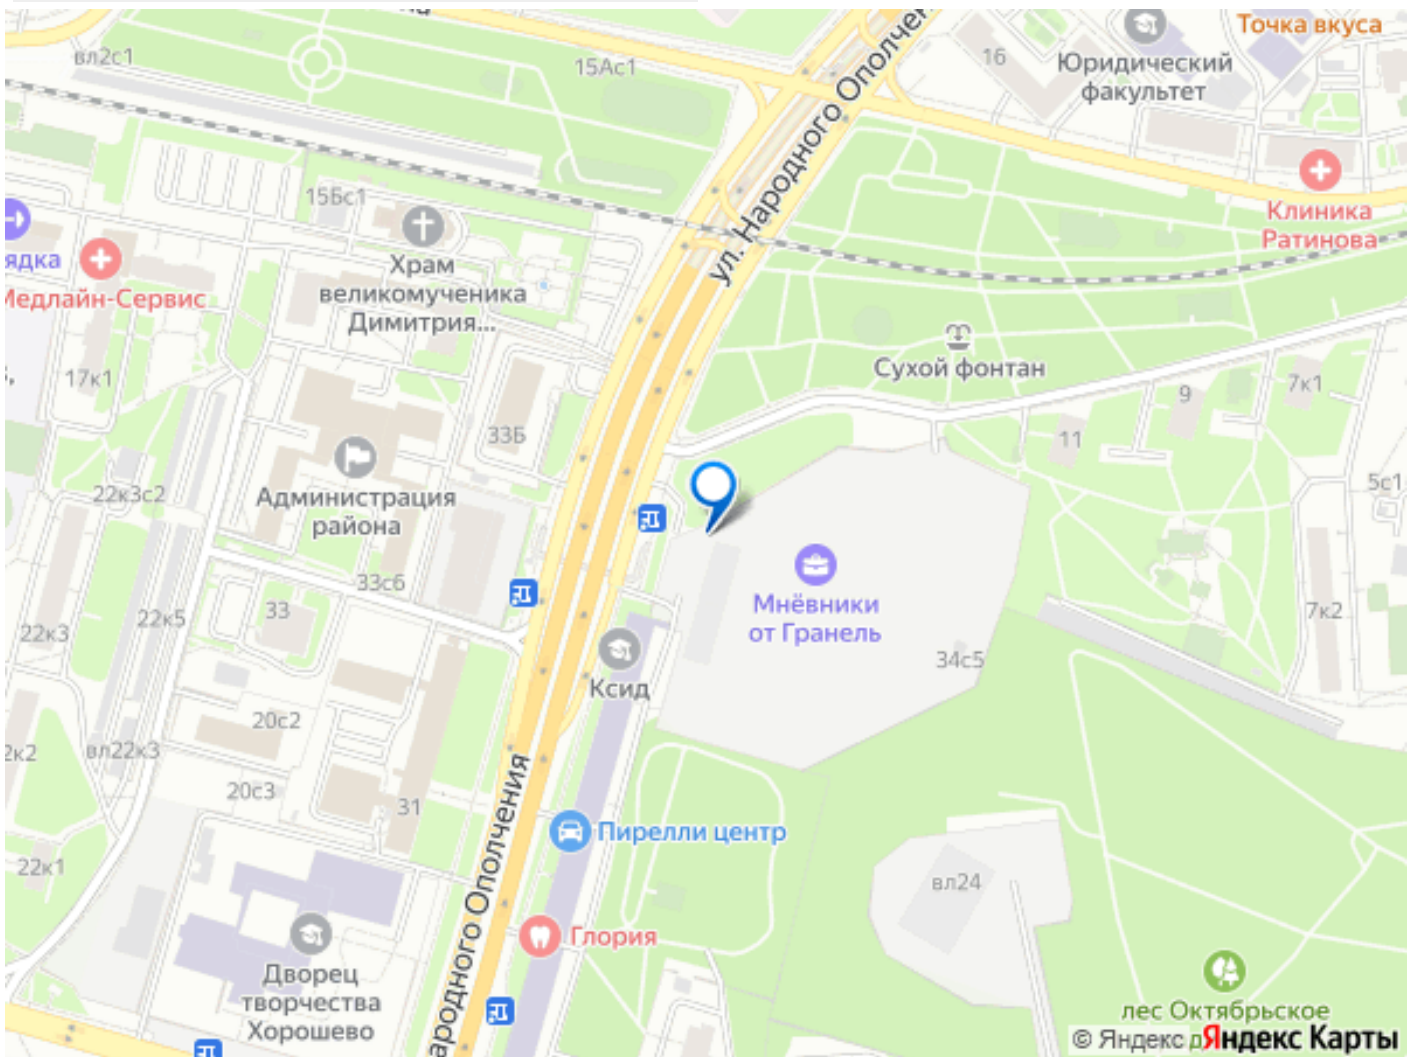 Точка вкуса
вл2с1
15Ас1
16
Юридический
факультет
ул. Народного Ополчен
15Бс1
Клиника
Ратинова
ядка
Медлайн-Сервис
Храм
великомученика
Димитрия...
Сухой фонтан
17к1
33Б
9
7к1
11
22к3с2
Администрация
района
5с1
33с6
33
22к5
22к3
Мнёвники
от Гранель
7к2
34с5
Ксид
20с2
2к2
вл22к3
20с3
31
Пирелли центр
22к1
вл24
Народного Ополчения
Глория
Дворец
творчества
Хорошево
лес Октябрьское
© Яндекс
Яндекс Карты